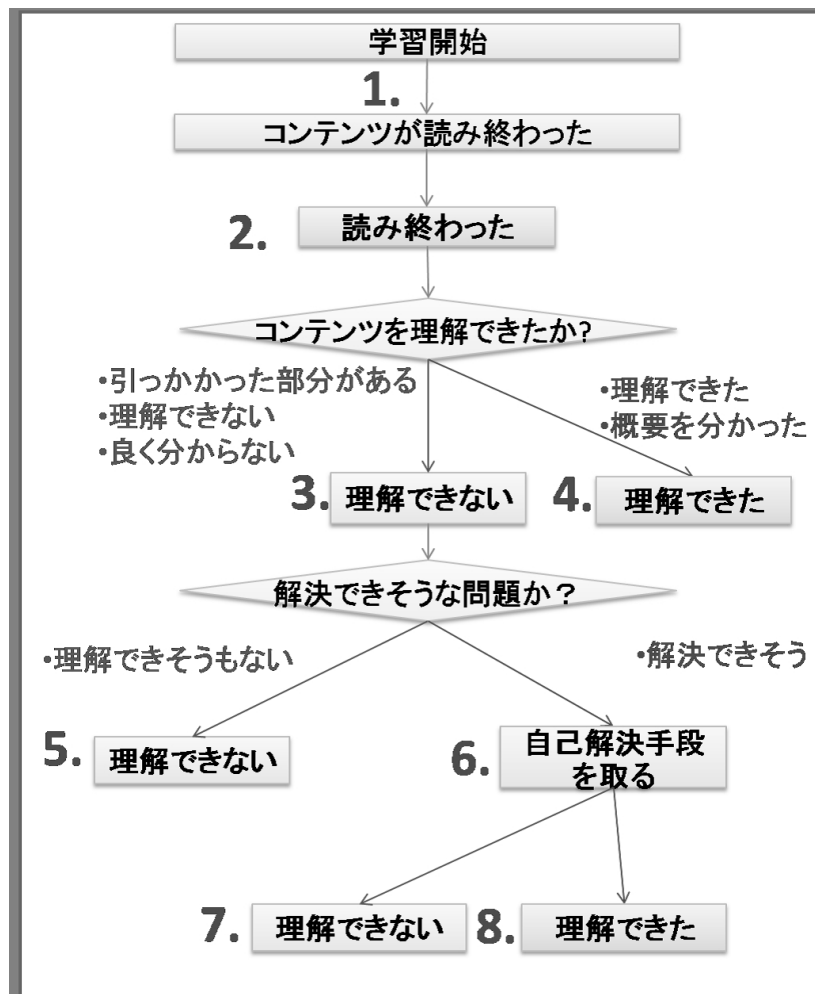 学習開始
1.
コンテンツが読み終わった
2.
読み終わった
コンテンツを理解できたか?
•引っかかった部分がある
•理解できない
•良く分からない
•理解できた
•概要を分かった
3.
理解できない
4.
理解できた
解決できそうな問題か？
•理解できそうもない
•解決できそう
5.
理解できない
6.
自己解決手段
を取る
7.
理解できない
8.
理解できた